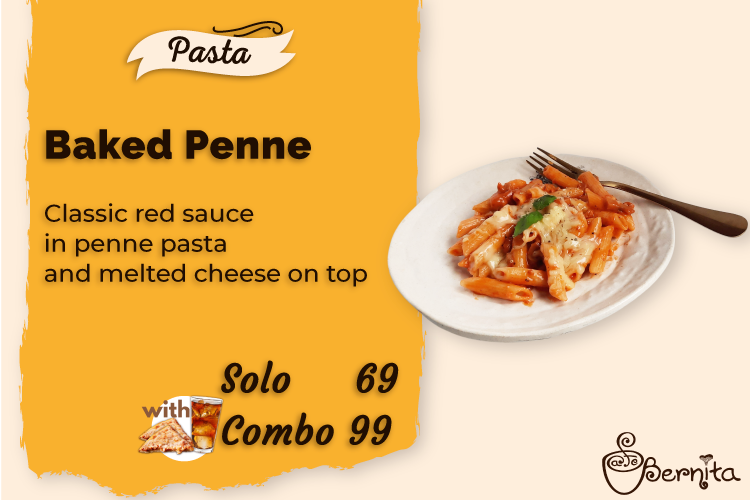 Pasta
Baked Penne
Classic red sauce
in penne pasta
and melted cheese on top
Solo 69
with Combo 99
Cafe Bernita